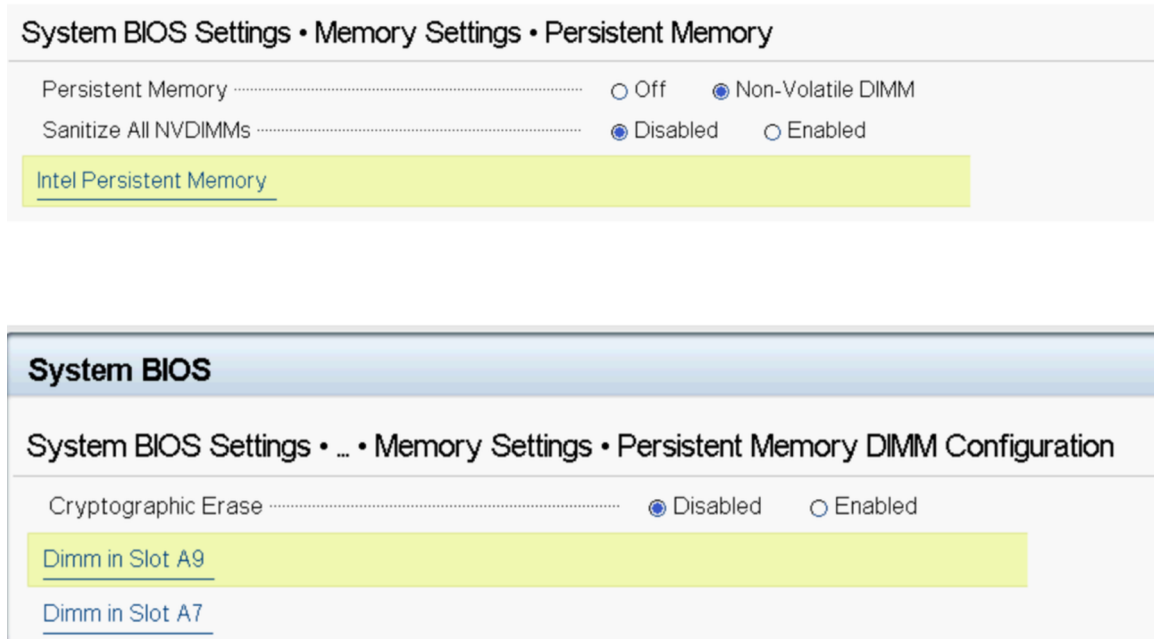 System BIOS Settings • Memory Settings • Persistent Memory
Persistent Memory Off Non-Volatile DIMM
Sanitize All NVDIMMs Disabled Enabled
Intel Persistent Memory
System BIOS
System BIOS Settings • ... • Memory Settings • Persistent Memory DIMM Configuration
Cryptographic Erase Disabled Enabled
Dimm in Slot A9
Dimm in Slot A7